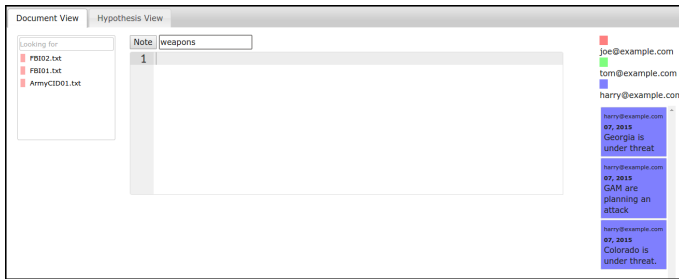 Document View
Hypothesis View
Looking for
FBI02.txt
FBI01.txt
ArmyCID01.txt
Note
weapons
1
joe@example.com
tom@example.com
harry@example.com
harry@example.com
07, 2015
Georgia is
under threat
harry@example.com
07, 2015
GAM are
planning an
attack
harry@example.com
07, 2015
Colorado is
under threat.